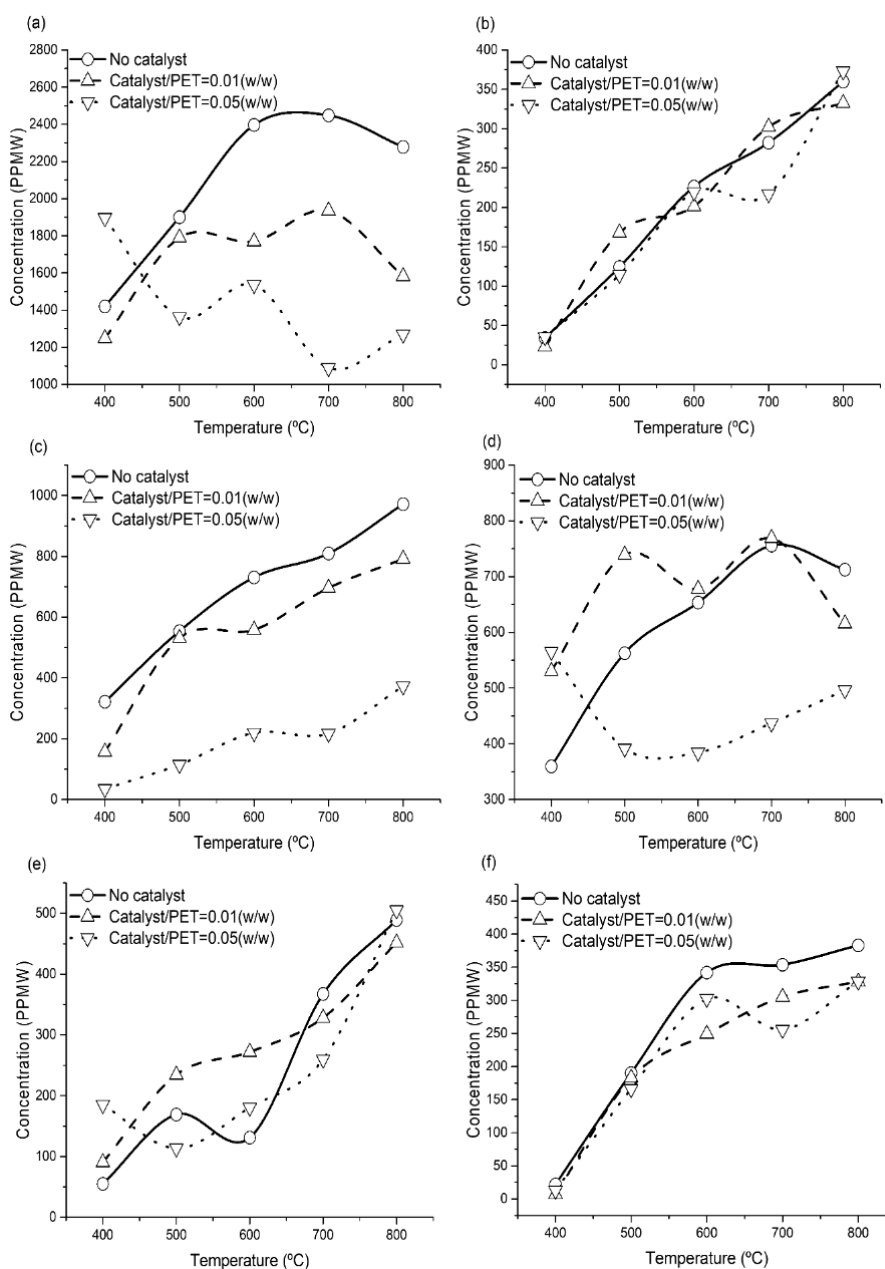 (a)
2800
2600
2400
2200
2000
1800
1600
1400
1200
1000
Concentration (PPMW)
No catalyst
Catalyst/PET=0.01(w/w)
Catalyst/PET=0.05(w/w)
400 500 600 700 800
Temperature (ºC)
(b)
400
350
300
250
200
150
100
50
0
Concentration (PPMW)
No catalyst
Catalyst/PET=0.01(w/w)
Catalyst/PET=0.05(w/w)
400 500 600 700 800
Temperature (ºC)
(c)
1000
800
600
400
200
0
Concentration (PPMW)
No catalyst
Catalyst/PET=0.01(w/w)
Catalyst/PET=0.05(w/w)
400 500 600 700 800
Temperature (ºC)
(d)
900
800
700
600
500
400
300
Concentration (PPMW)
No catalyst
Catalyst/PET=0.01(w/w)
Catalyst/PET=0.05(w/w)
400 500 600 700 800
Temperature (ºC)
(e)
500
400
300
200
100
0
Concentration (PPMW)
No catalyst
Catalyst/PET=0.01(w/w)
Catalyst/PET=0.05(w/w)
400 500 600 700 800
Temperature (ºC)
(f)
450
400
350
300
250
200
150
100
50
0
Concentration (PPMW)
No catalyst
Catalyst/PET=0.01(w/w)
Catalyst/PET=0.05(w/w)
400 500 600 700 800
Temperature (ºC)